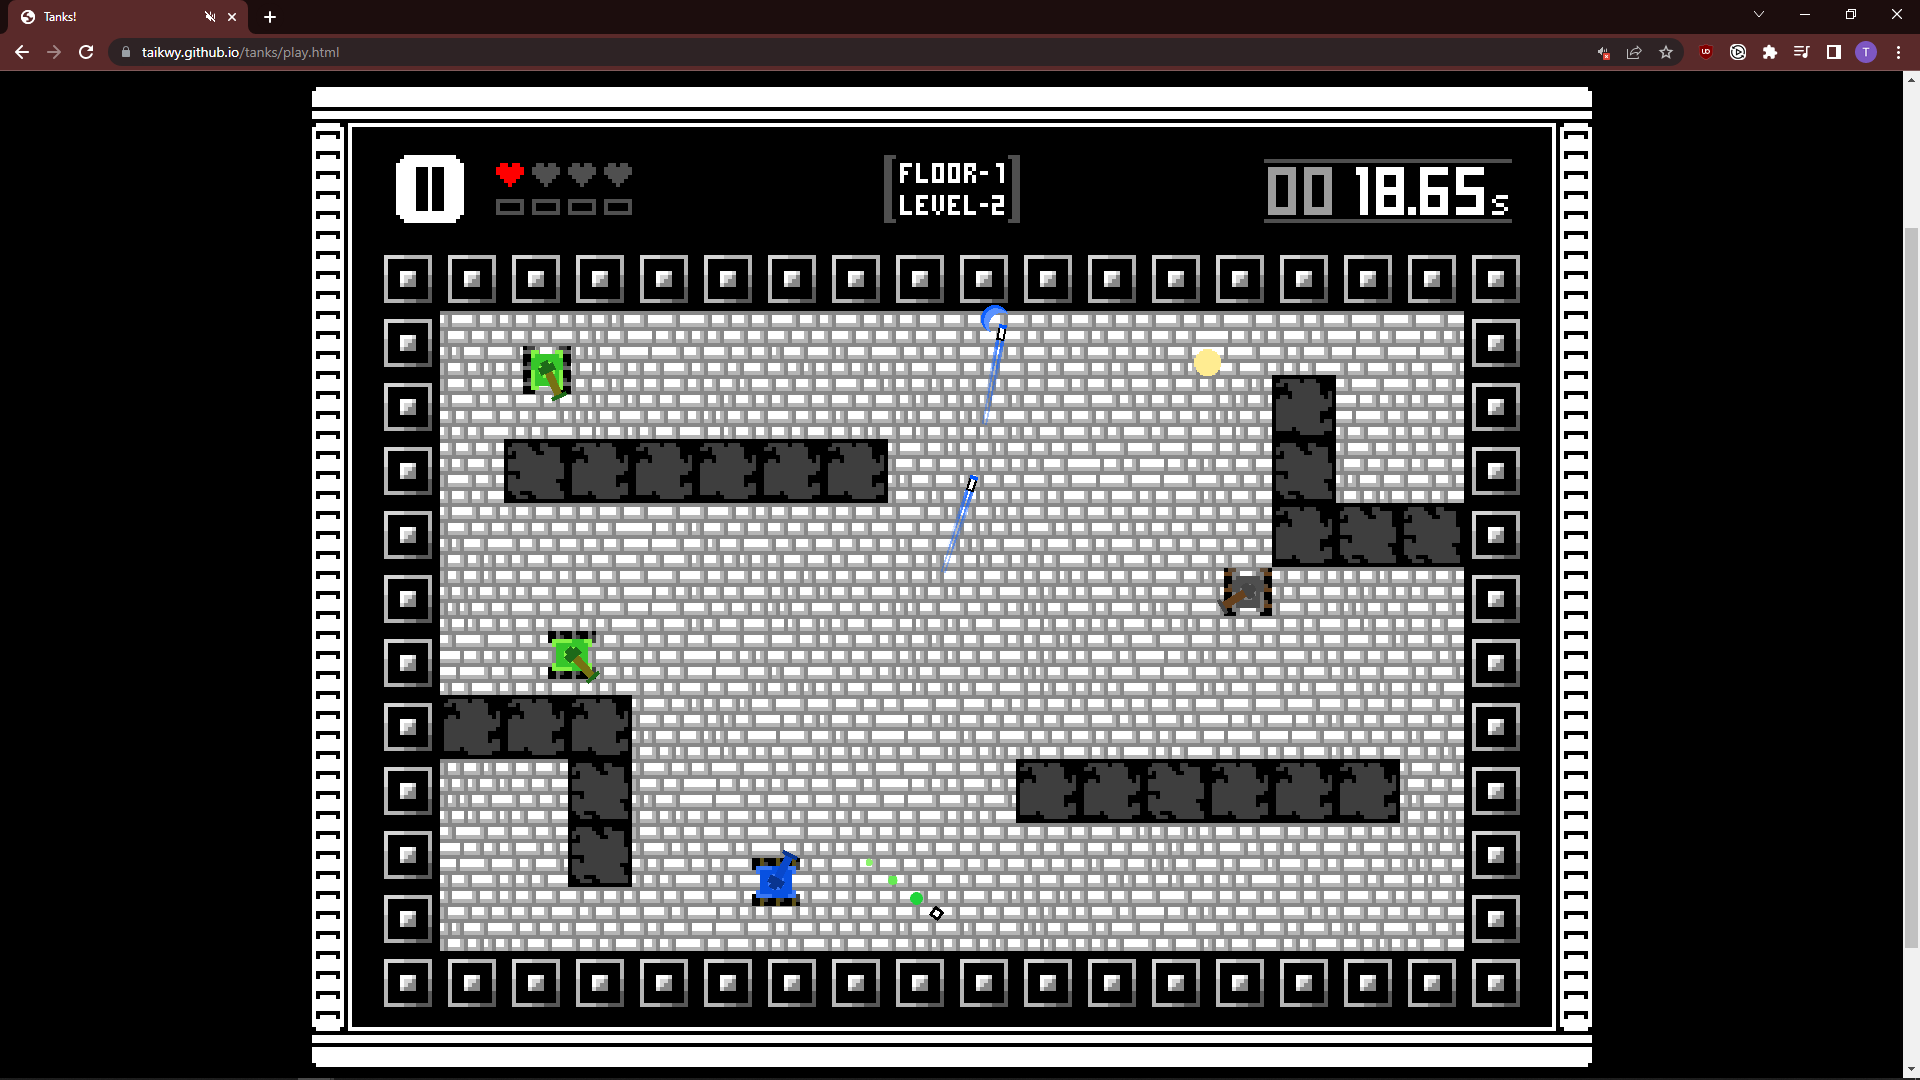 Tanks!
taikwy.github.io/tanks/play.html
T
FLOOR-1
LEVEL-2
00 18.65s